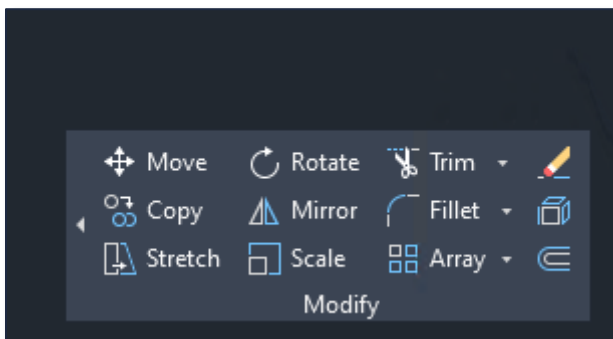 Move Rotate Trim
Copy Mirror Fillet
Stretch Scale Array
Modify